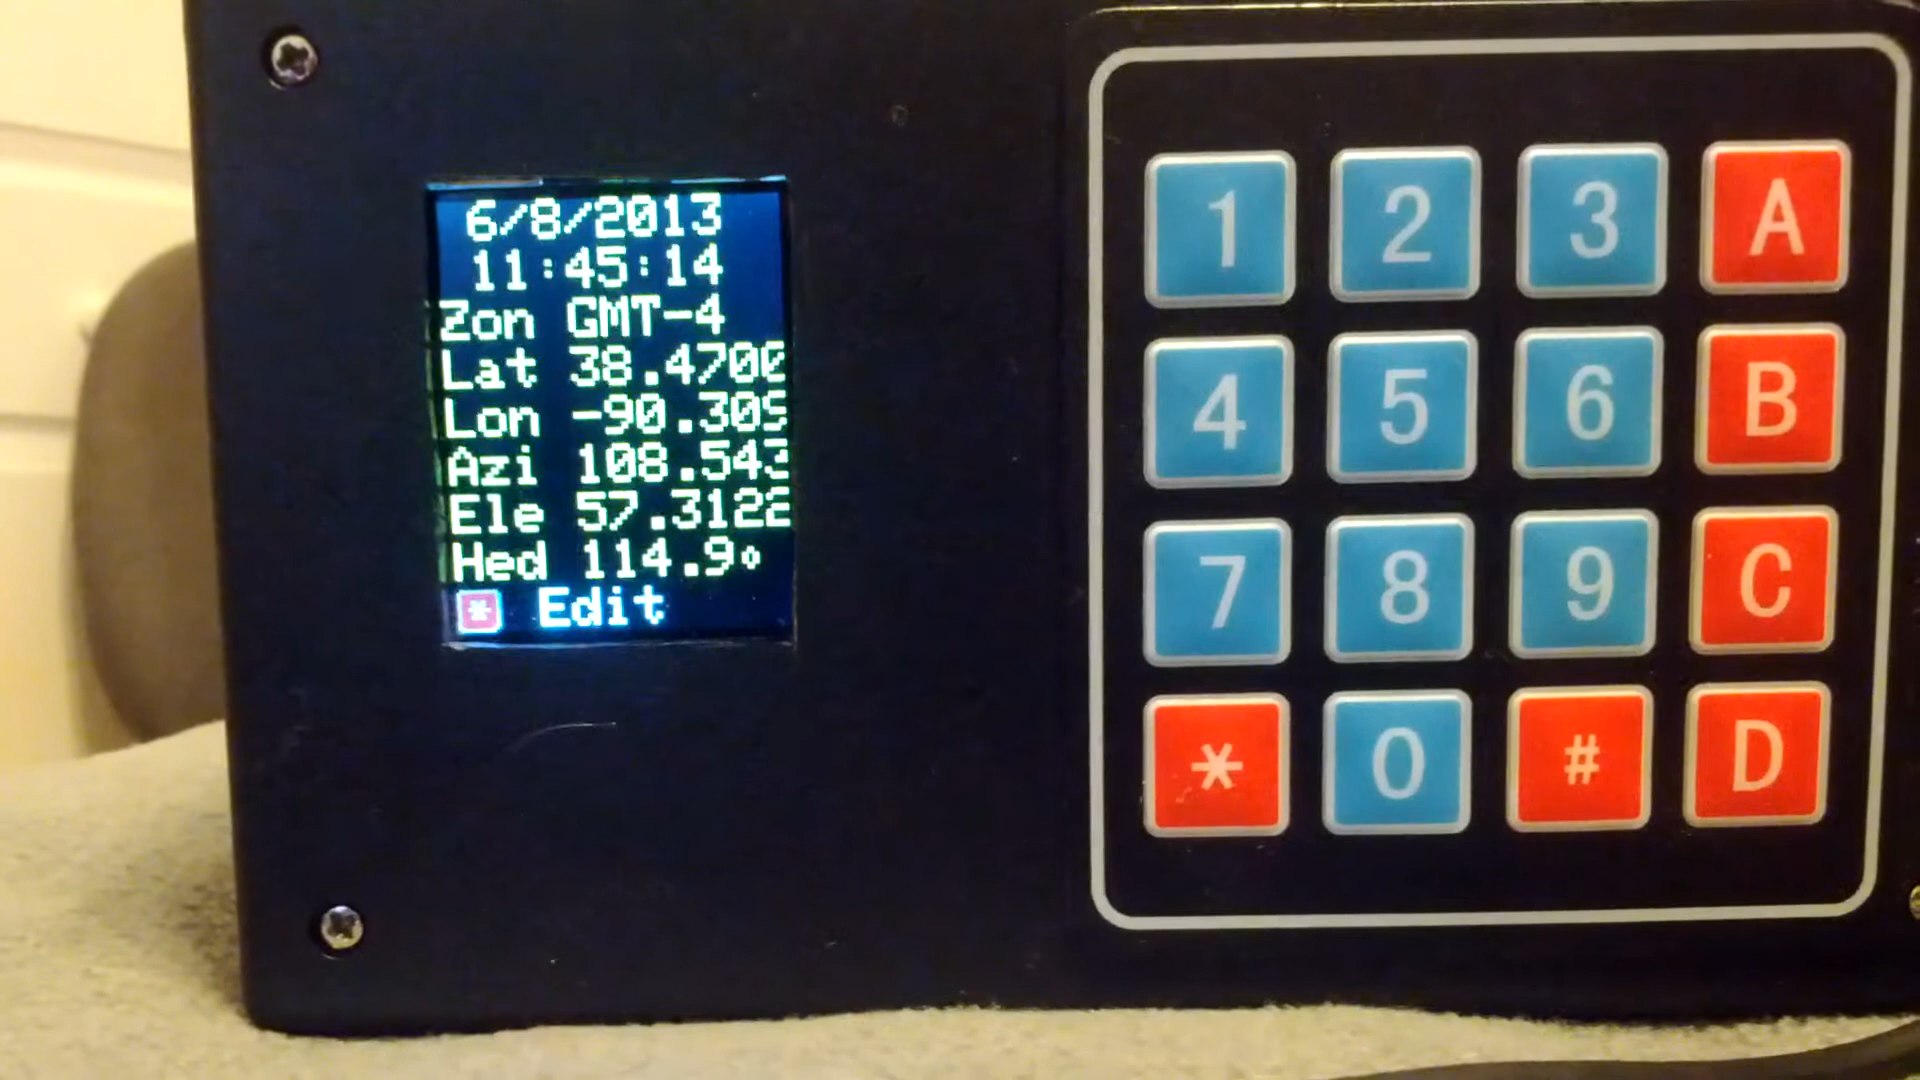 6/8/2013
11:45:14
Zon GMT-4
Lat 38.4700
Lon -90.309
Azi 108.543
Ele 57.3122
Hed 114.9°
* Edit
1 2 3 A
4 5 6 B
7 8 9 C
* 0 # D